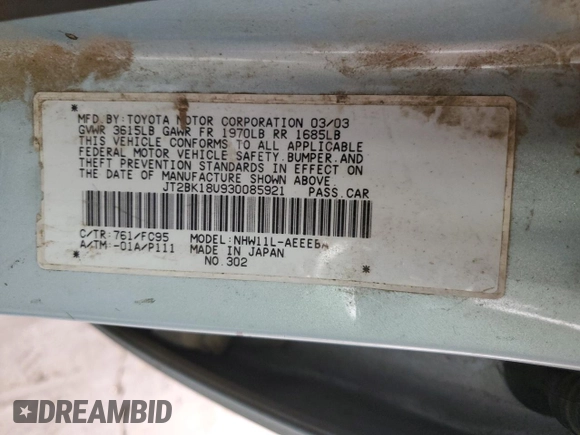 MFD.BY:TOYOTA MOTOR CORPORATION 03/03
GVWR 3615LB GAWR FR 1970LB RR 1685LB
THIS VEHICLE CONFORMS TO ALL APPLICABLE
FEDERAL MOTOR VEHICLE SAFETY,BUMPER,AND
THEFT PREVENTION STANDARDS IN EFFECT ON
THE DATE OF MANUFACTURE SHOWN ABOVE.
JT2BK18U930085921 PASS.CAR
C/TR:761/FC95 MODEL:NHW11L-AEEEBA
A/TM:-01A/P111 MADE IN JAPAN
NO.302
DREAMBID